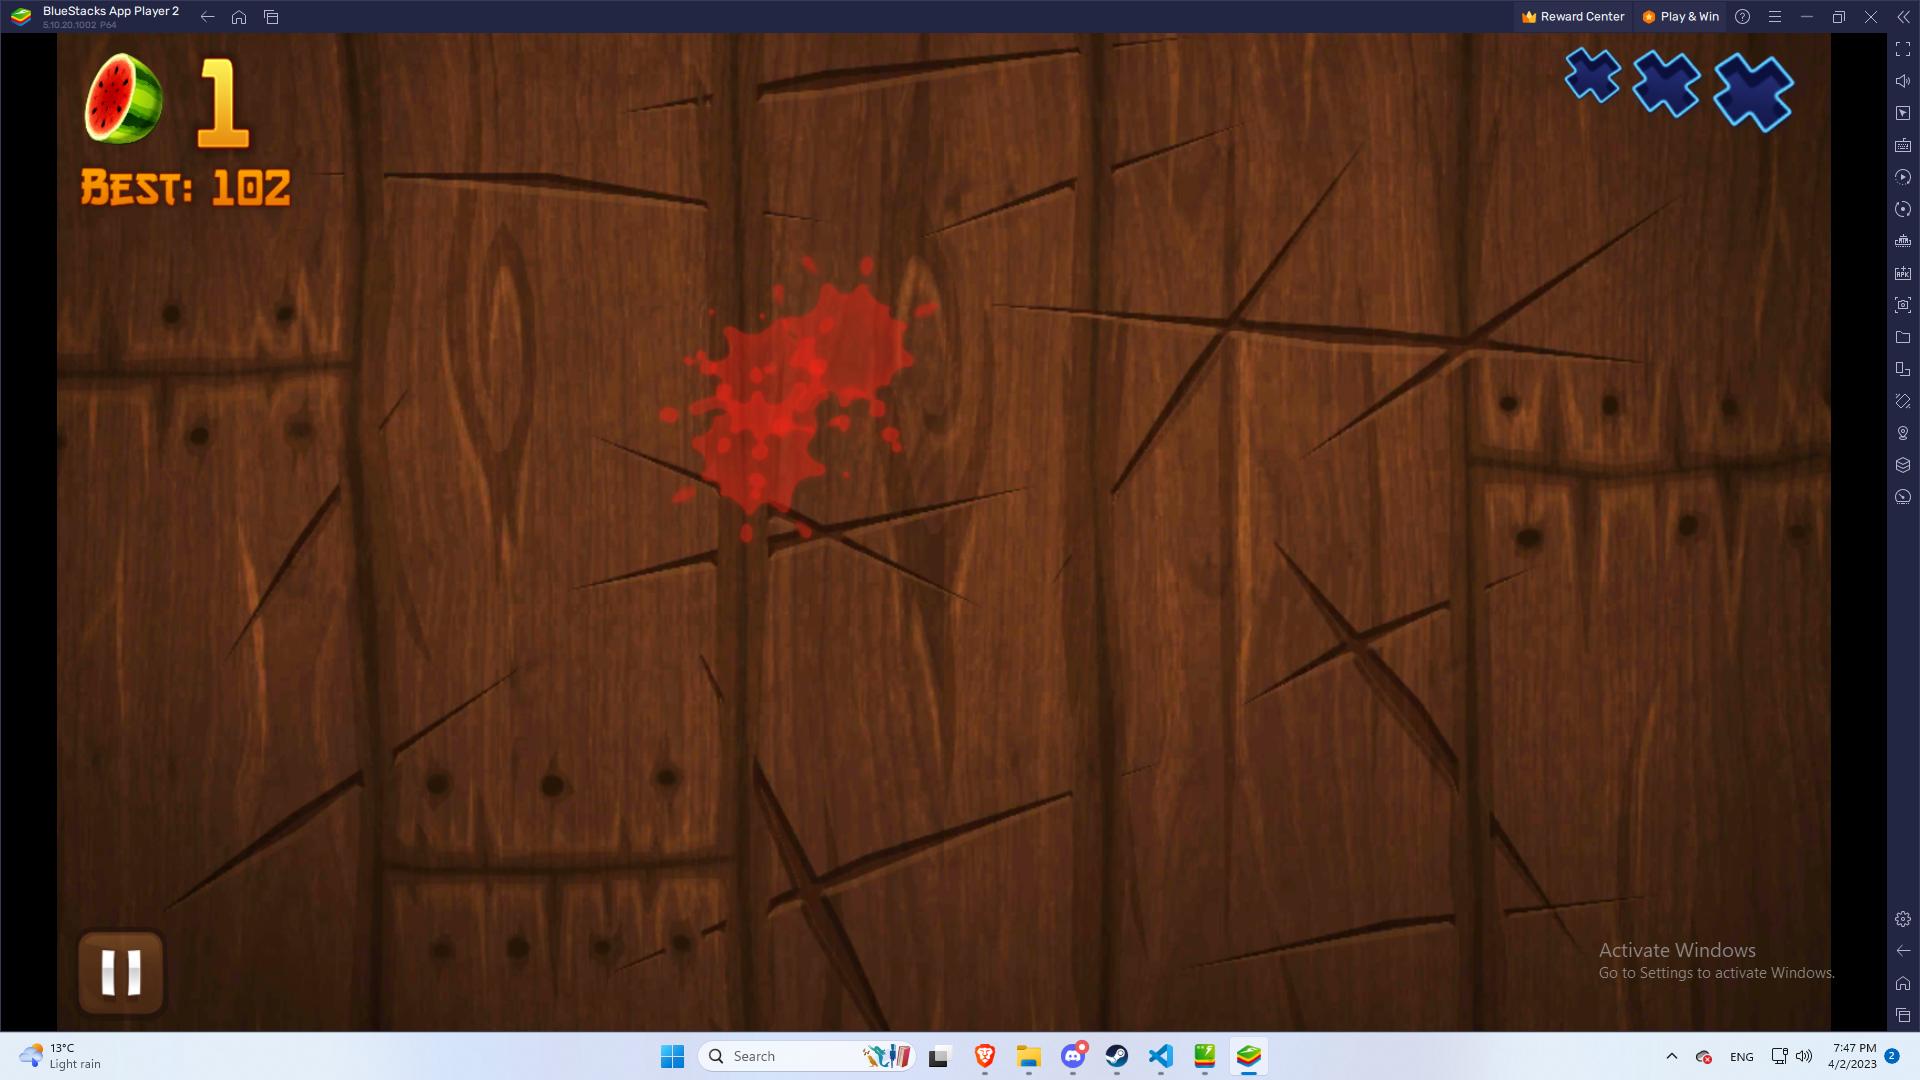 BlueStacks App Player 2
5.10.20.1002 P64
Reward Center
Play & Win
1
BEST: 102
Activate Windows
Go to Settings to activate Windows.
13°C
Light rain
Search
ENG
7:47 PM
4/2/2023
2